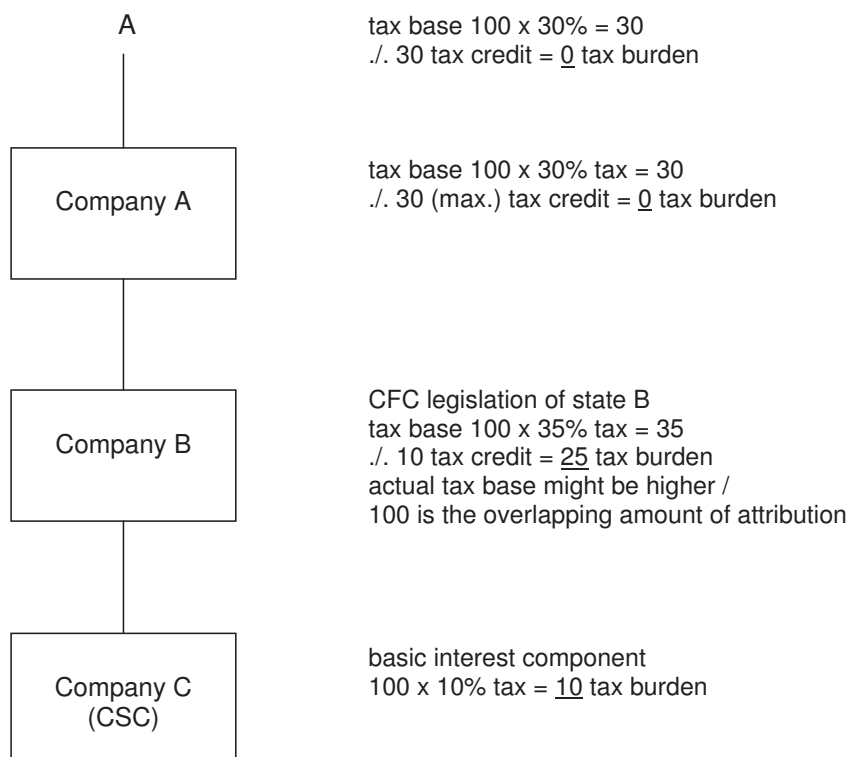 A
tax base 100 x 30% = 30
./. 30 tax credit = 0 tax burden
Company A
tax base 100 x 30% tax = 30
./. 30 (max.) tax credit = 0 tax burden
Company B
CFC legislation of state B
tax base 100 x 35% tax = 35
./. 10 tax credit = 25 tax burden
actual tax base might be higher /
100 is the overlapping amount of attribution
Company C
(CSC)
basic interest component
100 x 10% tax = 10 tax burden